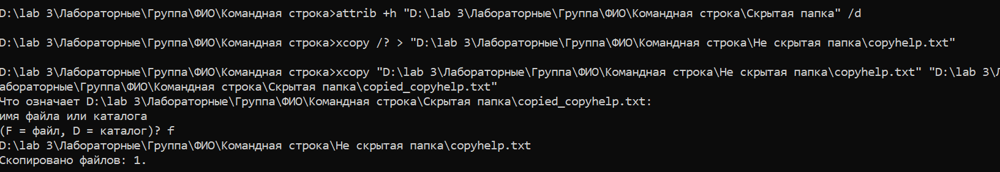 D:\lab 3\Лабораторные\Группа\ФИО\Командная строка>attrib +h "D:\lab 3\Лабораторные\Группа\ФИО\Командная строка\Скрытая папка" /d
D:\lab 3\Лабораторные\Группа\ФИО\Командная строка>xcopy /? > "D:\lab 3\Лабораторные\Группа\ФИО\Командная строка\Не скрытая папка\copyhelp.txt"
D:\lab 3\Лабораторные\Группа\ФИО\Командная строка>xcopy "D:\lab 3\Лабораторные\Группа\ФИО\Командная строка\Не скрытая папка\copyhelp.txt" "D:\lab 3\Л
абораторные\Группа\ФИО\Командная строка\Скрытая папка\copied_copyhelp.txt"
Что означает D:\lab 3\Лабораторные\Группа\ФИО\Командная строка\Скрытая папка\copied_copyhelp.txt:
имя файла или каталога
(F = файл, D = каталог)? f
D:\lab 3\Лабораторные\Группа\ФИО\Командная строка\Не скрытая папка\copyhelp.txt
Скопировано файлов: 1.